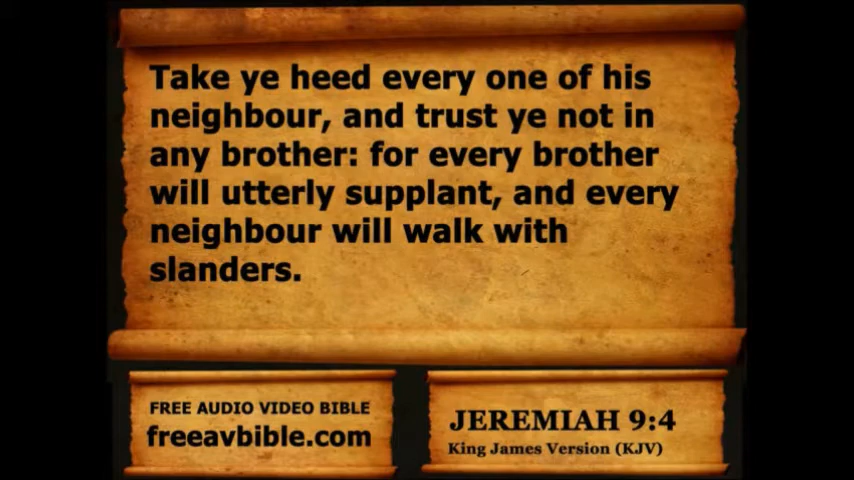 Take ye heed every one of his
neighbour, and trust ye not in
any brother: for every brother
will utterly supplant, and every
neighbour will walk with
slanders.
FREE AUDIO VIDEO BIBLE
freeavbible.com
JEREMIAH 9:4
King James Version (KJV)